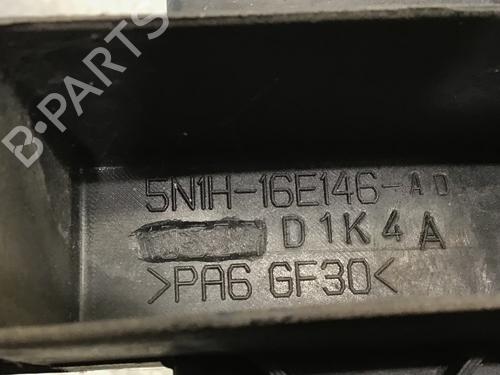 B-PARTS
5N1H-16E146-AD
D1K4A
>PA6 GF30<